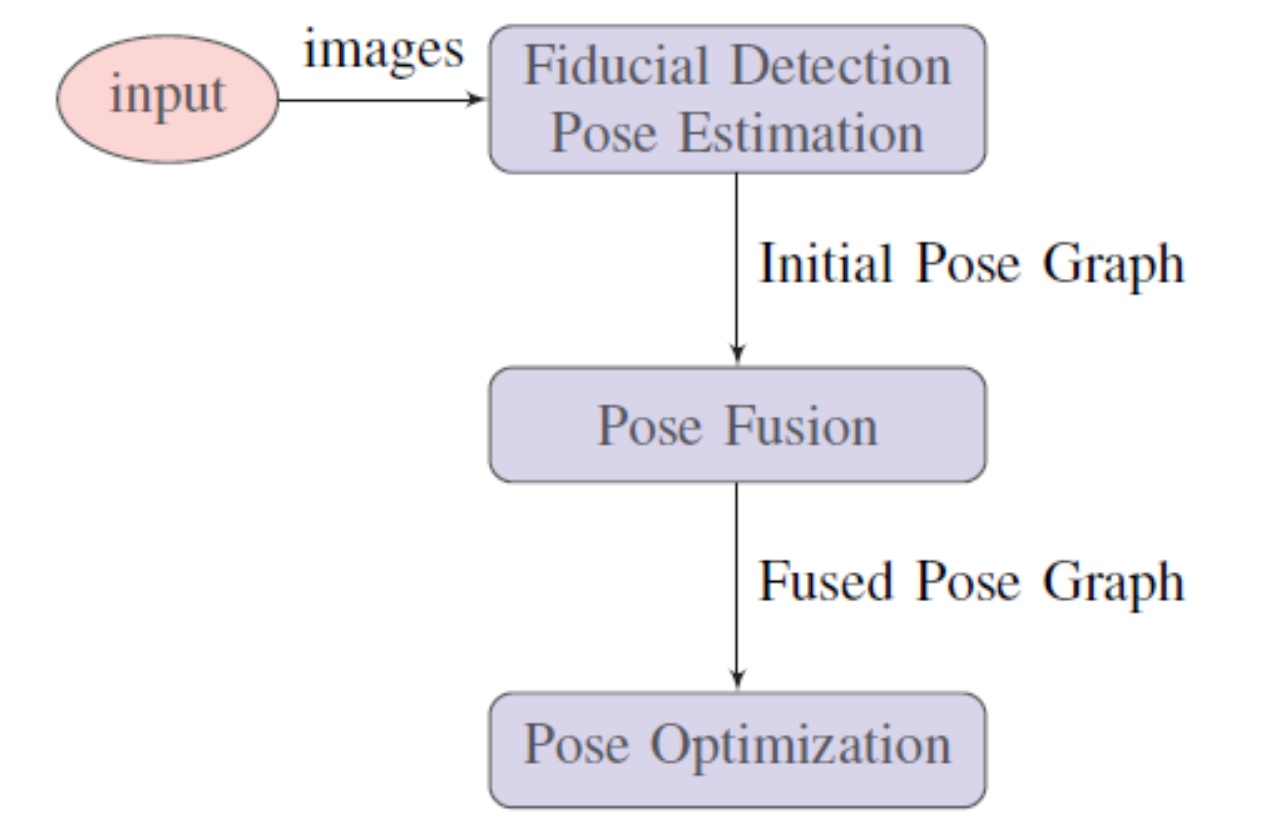 input
images
Fiducial Detection
Pose Estimation
Initial Pose Graph
Pose Fusion
Fused Pose Graph
Pose Optimization